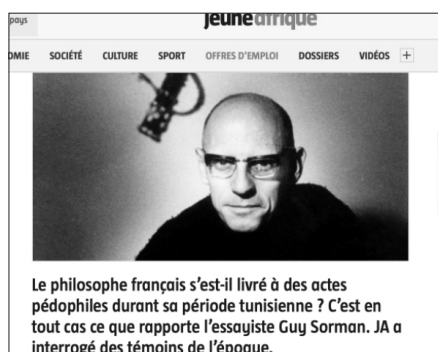 pays
jeune afrique
OMIE SOCIÉTÉ CULTURE SPORT OFFRES D'EMPLOI DOSSIERS VIDÉOS +
Le philosophe français s'est-il livré à des actes
pédophiles durant sa période tunisienne ? C'est en
tout cas ce que rapporte l'essayiste Guy Sorman. JA a
interrogé des témoins de l'époque.